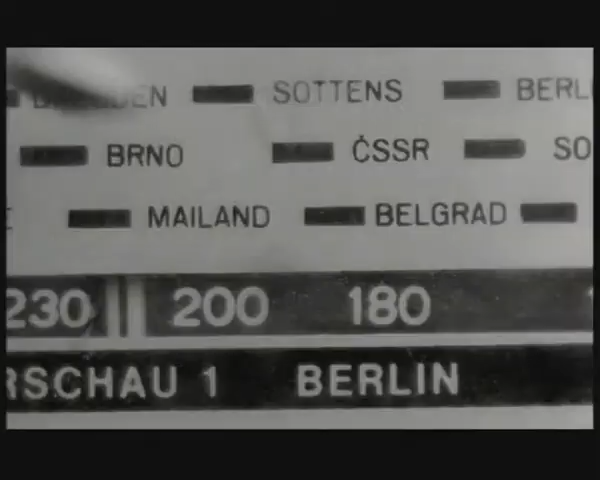 SOTTENS BERL
BRNO ČSSR SO
MAILAND BELGRAD
230 200 180
RSCHAU 1 BERLIN